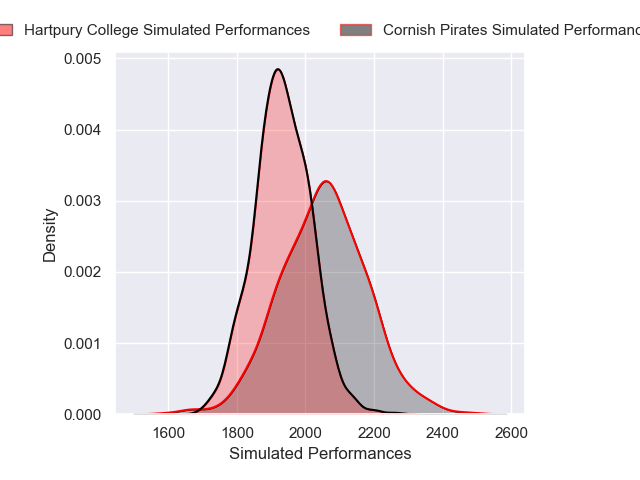 Hartpury College Simulated Performances Cornish Pirates Simulated
0.005
0.004
0.003
0.002
0.001
0.000
Density
1600 1800 2000 2200 2400 2600
Simulated Performances